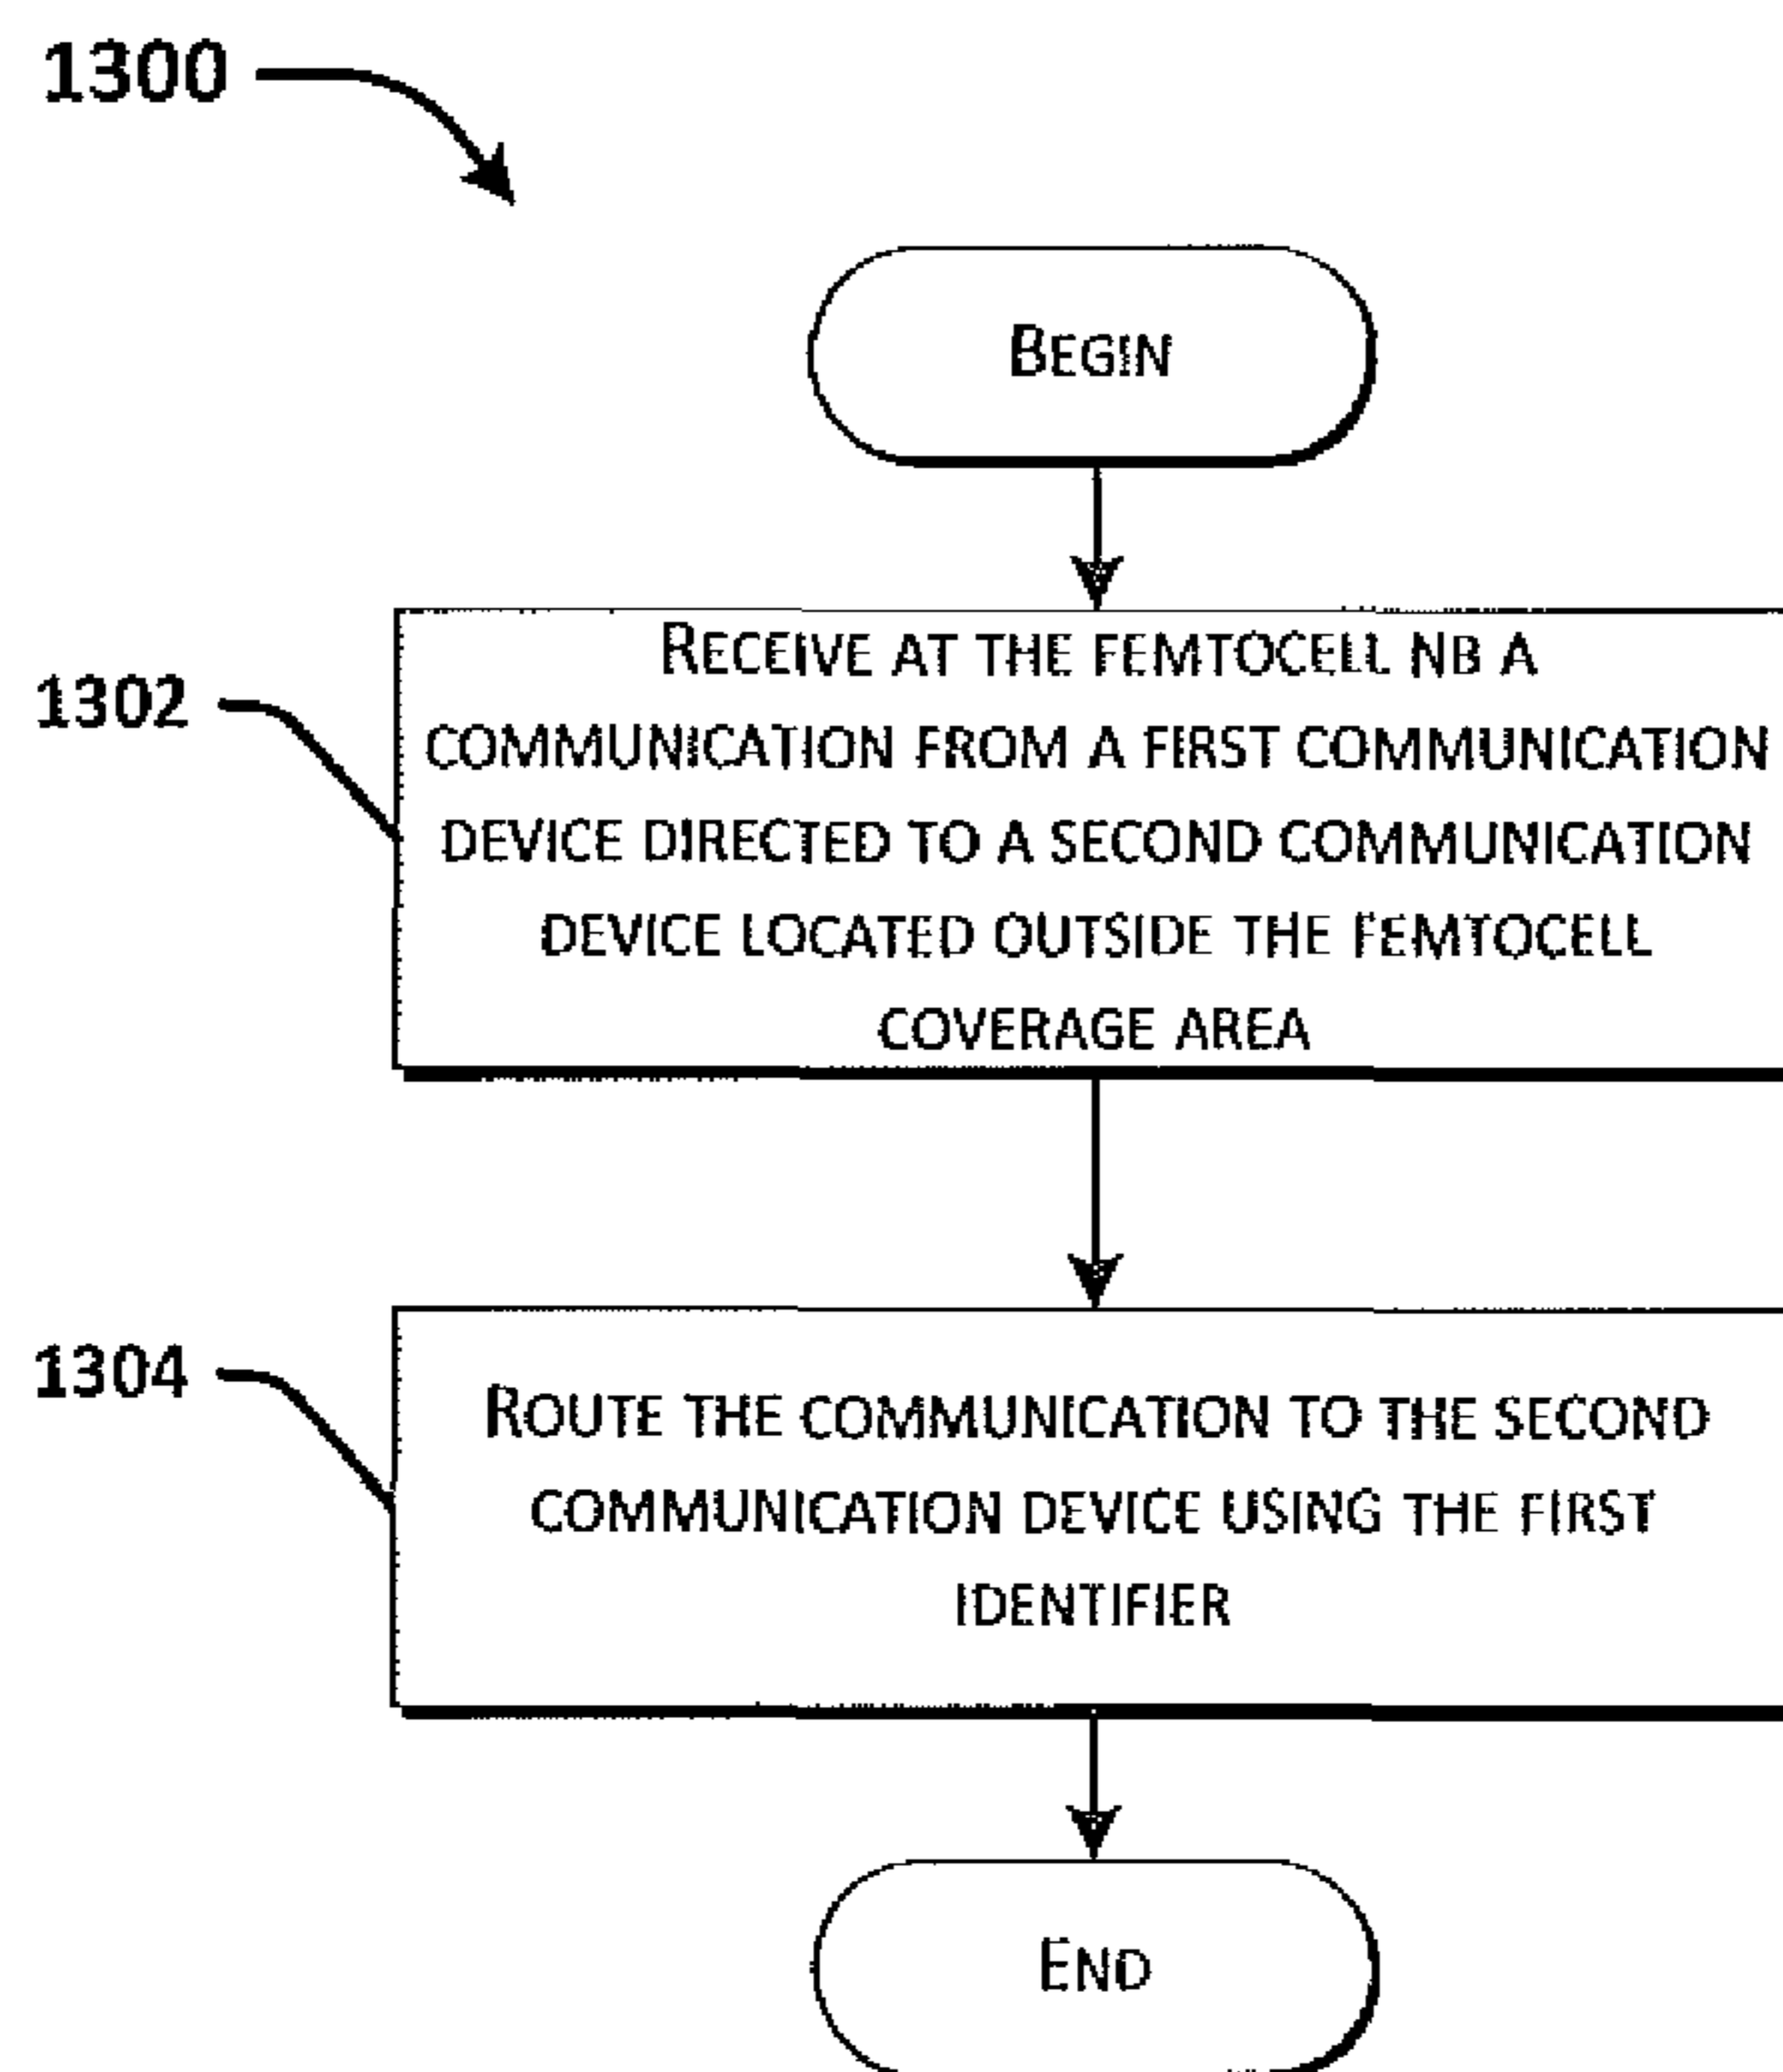 1300
BEGIN
1302
RECEIVE AT THE FEMTOCELL NB A
COMMUNICATION FROM A FIRST COMMUNICATION
DEVICE DIRECTED TO A SECOND COMMUNICATION
DEVICE LOCATED OUTSIDE THE FEMTOCELL
COVERAGE AREA
1304
ROUTE THE COMMUNICATION TO THE SECOND
COMMUNICATION DEVICE USING THE FIRST
IDENTIFIER
END